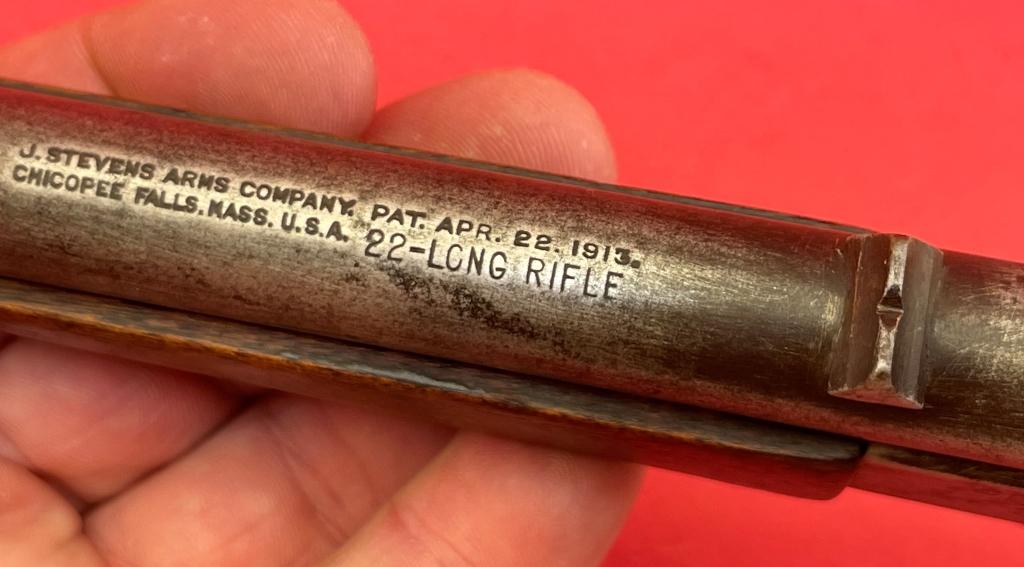 J. STEVENS ARMS COMPANY.
CHICOPEE FALLS, MASS. U.S.A.
PAT. APR. 22. 1913.
22-LONG RIFLE